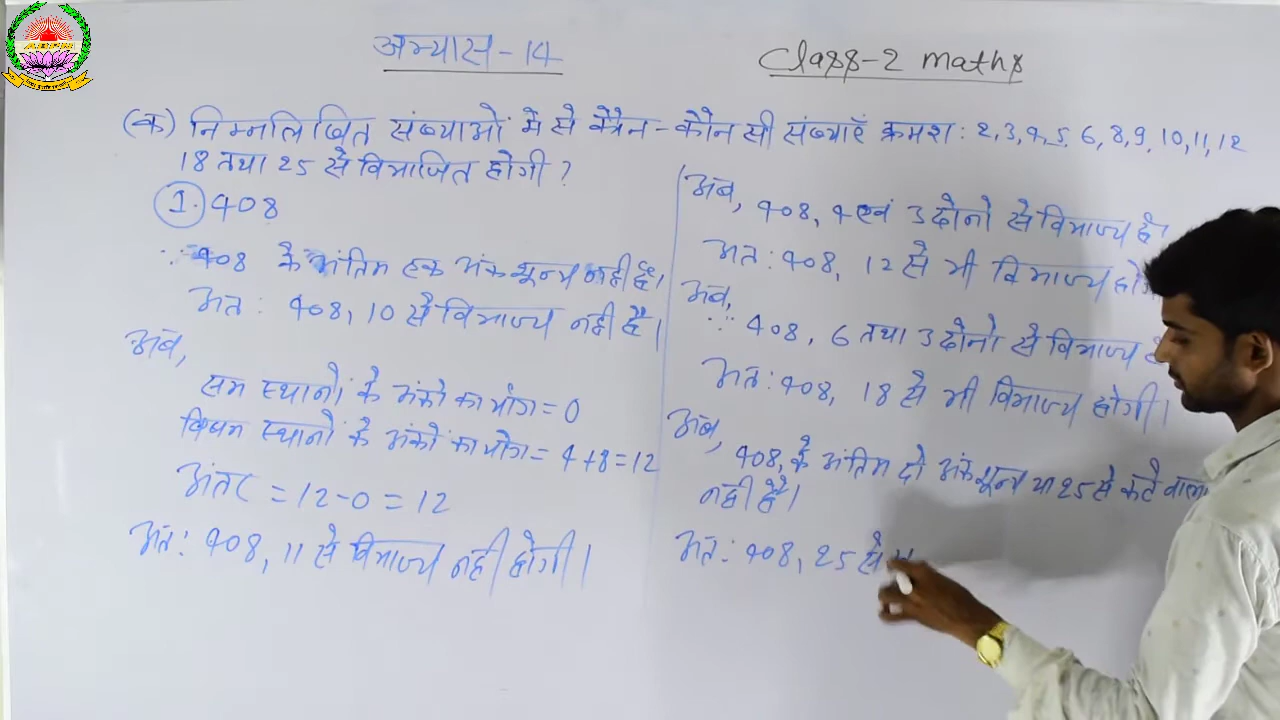 अभ्यास-14
Class-2 maths
(क) निम्नलिखित संख्याओं में से कौन-कौन सी संख्याएँ क्रमश: 2,3,4,5, 6, 8,9, 10,11,12
18 तथा 25 से विभाजित होगी ?
1. 408
∵ 408 के अंतिम एक अंक शून्य नहीं है।
अत: 408, 10 से विभाज्य नहीं है।
अब,
सम स्थानों के अंको का योग = 0
विषम स्थानों के अंको का योग = 4+8=12
अंतर = 12-0 = 12
अत: 408, 11 से विभाज्य नहीं होगी।
अब, 408, 4 एवं 3 दोनो से विभाज्य है।
अत: 408, 12 से भी विभाज्य
अब,
∵ 408, 6 तथा 3 दोनो से विभाज्य
अत: 408, 18 से भी विभाज्य होगी।
अब,
408, के अंतिम दो अंक शून्य या 25 से कटे
नहीं है।
अत: 408, 25 से